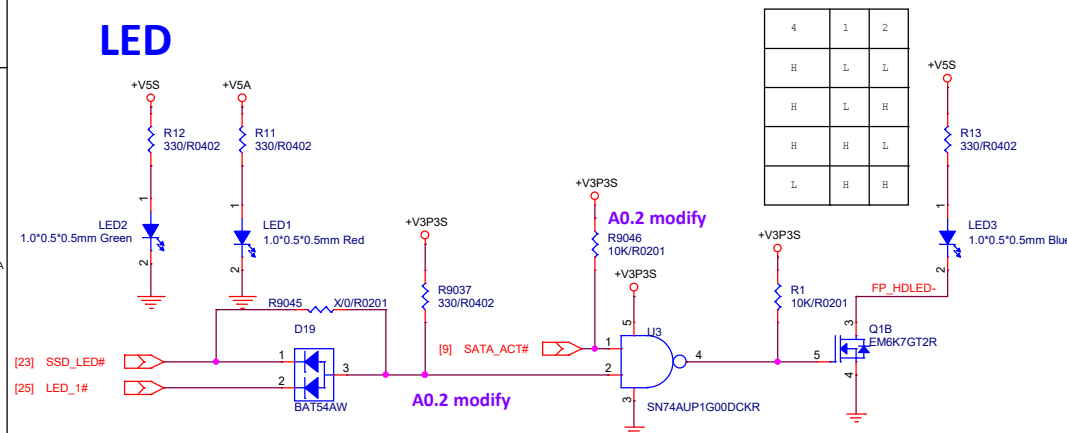 LED
4 1 2
H L L
H L H
H H L
L H H
+V5S
R12
330/R0402
1
LED2
1.0*0.5*0.5mm Green
2
+V5A
R11
330/R0402
1
LED1
1.0*0.5*0.5mm Red
2
+V5S
R13
330/R0402
1
LED3
1.0*0.5*0.5mm Blue
2
FP_HDLED-
+V3P3S
A0.2 modify
R9046
10K/R0201
+V3P3S
R9037
330/R0402
+V3P3S
R1
10K/R0201
+V3P3S
5
U3
R9045 X/0/R0201
D19
[23] SSD_LED# 1
[25] LED_1# 2
3
BAT54AW
A0.2 modify
[9] SATA_ACT# 1
2
4
3
SN74AUP1G00DCKR
5
3
Q1B
EM6K7GT2R
4
A